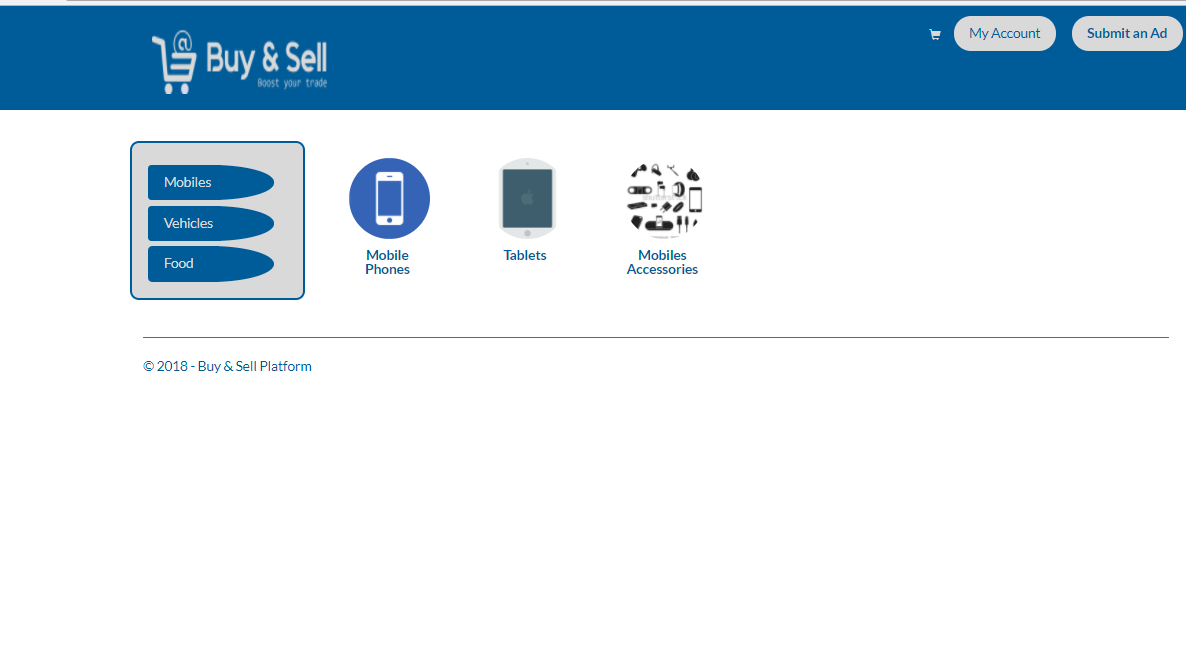 Buy & Sell
Boost your trade
My Account
Submit an Ad
Mobiles
Vehicles
Food
Mobile
Phones
Tablets
Mobiles
Accessories
© 2018 - Buy & Sell Platform